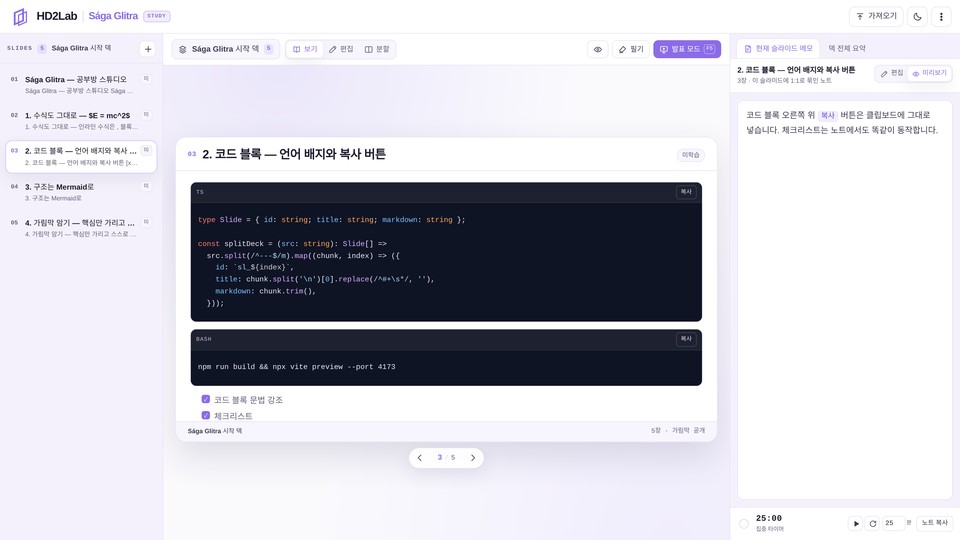 HD2Lab Sága Glitra STUDY
가져오기
SLIDES 5 Sága Glitra 시작 덱
01 Sága Glitra — 공부방 스튜디오
Sága Glitra — 공부방 스튜디오 Sága ...
02 1. 수식도 그대로 — $E = mc^2$
1. 수식도 그대로 — 인라인 수식은 , 블록...
03 2. 코드 블록 — 언어 배지와 복사 ...
2. 코드 블록 — 언어 배지와 복사 버튼 [x...
04 3. 구조는 Mermaid로
3. 구조는 Mermaid로
05 4. 가림막 암기 — 핵심만 가리고 ...
4. 가림막 암기 — 핵심만 가리고 스스로 ...
Sága Glitra 시작 덱 5
보기 편집 분할
필기
발표 모드 F5
03 2. 코드 블록 — 언어 배지와 복사 버튼
미학습
TS 복사
type Slide = { id: string; title: string; markdown: string };
const splitDeck = (src: string): Slide[] =>
src.split(/^---$/m).map((chunk, index) => ({
id: `sl_${index}`,
title: chunk.split('\n')[0].replace(/^#+\s*/, ''),
markdown: chunk.trim(),
}));
BASH 복사
npm run build && npx vite preview --port 4173
코드 블록 문법 강조
체크리스트
Sága Glitra 시작 덱
5장 · 가림막 공개
3 / 5
현재 슬라이드 메모 덱 전체 요약
2. 코드 블록 — 언어 배지와 복사 버튼
3장 · 이 슬라이드에 1:1로 묶인 노트
편집 미리보기
코드 블록 오른쪽 위 복사 버튼은 클립보드에 그대로
넣습니다. 체크리스트는 노트에서도 똑같이 동작합니다.
25:00
집중 타이머
25 분
노트 복사